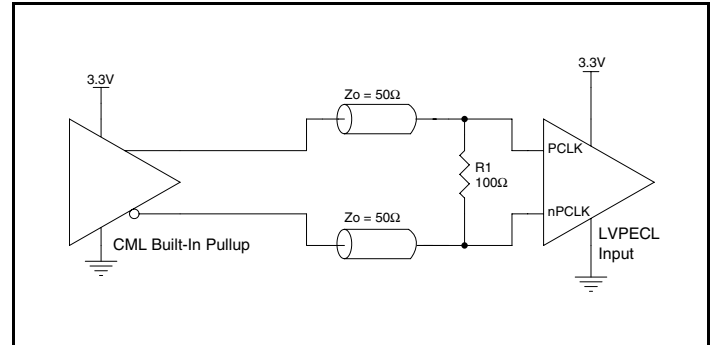 3.3V
3.3V
Zo = 50Ω
PCLK
R1
100Ω
nPCLK
Zo = 50Ω
CML Built-In Pullup
LVPECL
Input